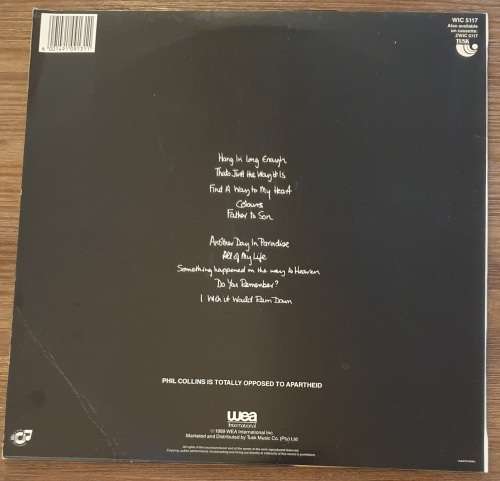 WIC 5117
Also available
on cassette:
ZWIC 5117
TUSK
Hang In Long Enough
Thats Just the Way It Is
Find A Way to My Heart
Colours
Father to Son
Another Day In Paradise
All of My Life
Something happened on the way to Heaven
Do You Remember?
I Wish it Would Rain Down
PHIL COLLINS IS TOTALLY OPPOSED TO APARTHEID
wea
International
© 1989 WEA International Inc
Marketed and Distributed by Tusk Music Co. (Pty) Ltd